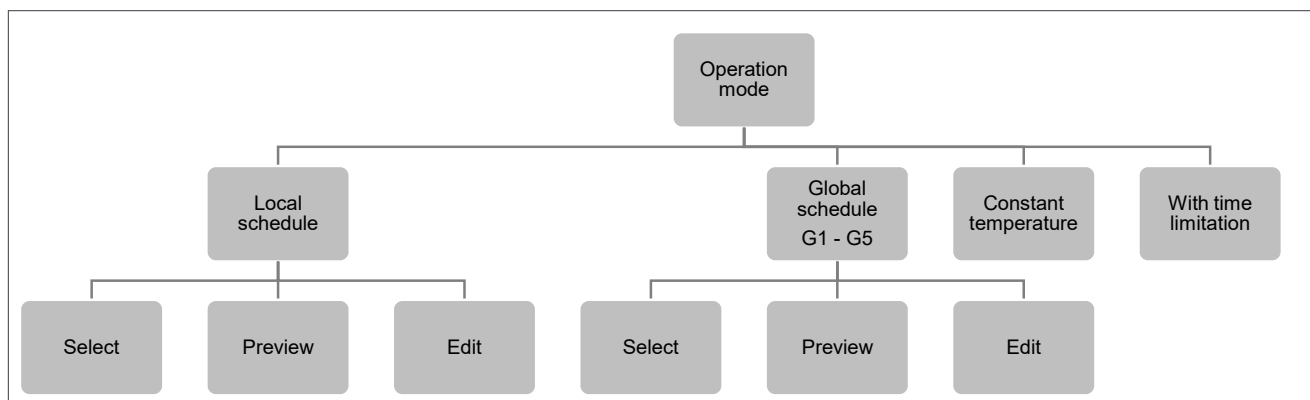 Operation
mode
Local
schedule
Global
schedule
G1 - G5
Constant
temperature
With time
limitation
Select
Preview
Edit
Select
Preview
Edit